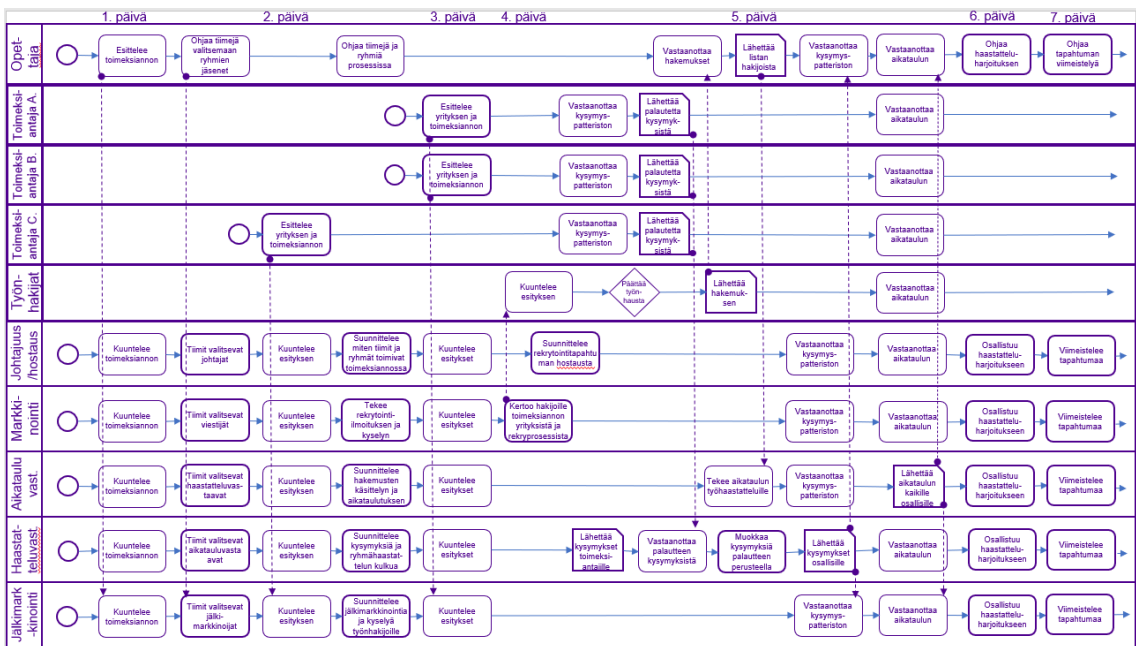 1. päivä
2. päivä
3. päivä
4. päivä
5. päivä
6. päivä
7. päivä
Opet-
taja
Esittelee
toimeksiannon
Ohjaa tiimejä
valitsemaan
ryhmien
jäsenet
Ohjaa tiimejä ja
ryhmiä
prosessissa
Vastaanottaa
hakemukset
Lähettää
listan
hakijoista
Vastaanottaa
kysymys-
patteriston
Vastaanottaa
aikataulun
Ohjaa
haastattelu-
harjoituksen
Ohjaa
tapahtuman
viimeistelyä
Toimeksi-
antaja A.
Esittelee
yrityksen ja
toimeksiannon
Vastaanottaa
kysymys-
patteriston
Lähettää
palautetta
kysymyk-
sistä
Vastaanottaa
aikataulun
Toimeksi-
antaja B.
Esittelee
yrityksen ja
toimeksiannon
Vastaanottaa
kysymys-
patteriston
Lähettää
palautetta
kysymyk-
sistä
Vastaanottaa
aikataulun
Toimeksi-
antaja C.
Esittelee
yrityksen ja
toimeksiannon
Vastaanottaa
kysymys-
patteriston
Lähettää
palautetta
kysymyk-
sistä
Vastaanottaa
aikataulun
Työn-
hakijat
Kuuntelee
esityksen
Päättää
työn-
hausta
Lähettää
hakemuk-
sen
Vastaanottaa
aikataulun
Johtajuus
/hostaus
Kuuntelee
toimeksiannon
Tiimit valitsevat
johtajat
Kuuntelee
esityksen
Suunnittelee
miten tiimit ja
ryhmät toimivat
toimeksiannossa
Kuuntelee
esitykset
Suunnittelee
rekrytointitapahtu
man hostausta
Vastaanottaa
kysymys-
patteriston
Vastaanottaa
aikataulun
Osallistuu
haastattelu-
harjoitukseen
Viimeistelee
tapahtumaa
Markki-
nointi
Kuuntelee
toimeksiannon
Tiimit valitsevat
viestijät
Kuuntelee
esityksen
Tekee
rekrytointi-
ilmoituksen ja
kyselyn
Kuuntelee
esitykset
Kertoo hakijoille
toimeksiannon
yrityksistä ja
rekryprosessista
Vastaanottaa
kysymys-
patteriston
Vastaanottaa
aikataulun
Osallistuu
haastattelu-
harjoitukseen
Viimeistelee
tapahtumaa
Aikataulu
vast.
Kuuntelee
toimeksiannon
Tiimit valitsevat
haastatteluvas-
taavat
Kuuntelee
esityksen
Suunnittelee
hakemusten
käsittelyn ja
aikataulutuksen
Kuuntelee
esitykset
Tekee aikataulun
työhaastatteluille
Vastaanottaa
kysymys-
patteriston
Lähettää
aikataulun
kaikille
osallisille
Osallistuu
haastattelu-
harjoitukseen
Viimeistelee
tapahtumaa
Haastat-
teluvast.
Kuuntelee
toimeksiannon
Tiimit valitsevat
aikatauluvasta
avat
Kuuntelee
esityksen
Suunnittelee
kysymyksiä ja
ryhmähaastat-
telun kulkua
Kuuntelee
esitykset
Lähettää
kysymykset
toimeksi-
antajille
Vastaanottaa
palautteen
kysymyksistä
Muokkaa
kysymyksiä
palautteen
perusteella
Lähettää
kysymykset
osallisille
Vastaanottaa
aikataulun
Osallistuu
haastattelu-
harjoitukseen
Viimeistelee
tapahtumaa
Jälkimark
-kinointi
Kuuntelee
toimeksiannon
Tiimit valitsevat
jälki-
markkinoijat
Kuuntelee
esityksen
Suunnittelee
jälkimarkkinointia
ja kyselyä
työnhakijoille
Kuuntelee
esitykset
Vastaanottaa
kysymys-
patteriston
Vastaanottaa
aikataulun
Osallistuu
haastattelu-
harjoitukseen
Viimeistelee
tapahtumaa